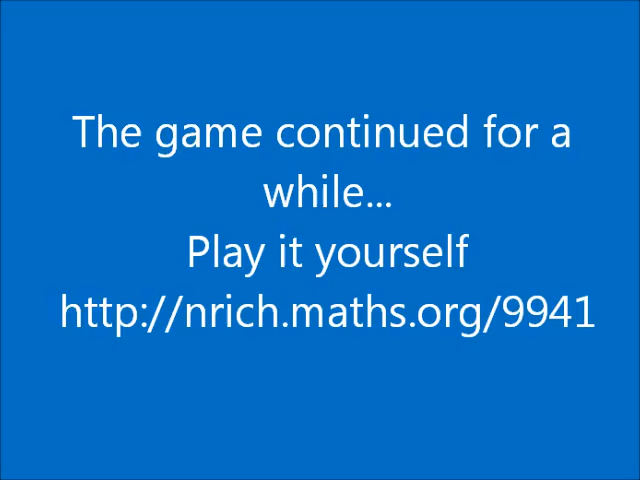 The game continued for a
while...
Play it yourself
http://nrich.maths.org/9941